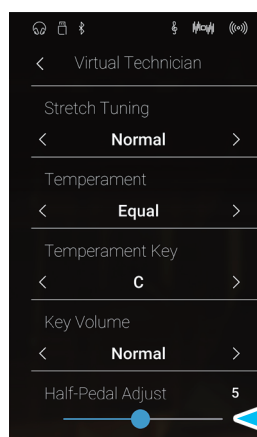 Virtual Technician
Stretch Tuning
Normal
Temperament
Equal
Temperament Key
C
Key Volume
Normal
Half-Pedal Adjust 5